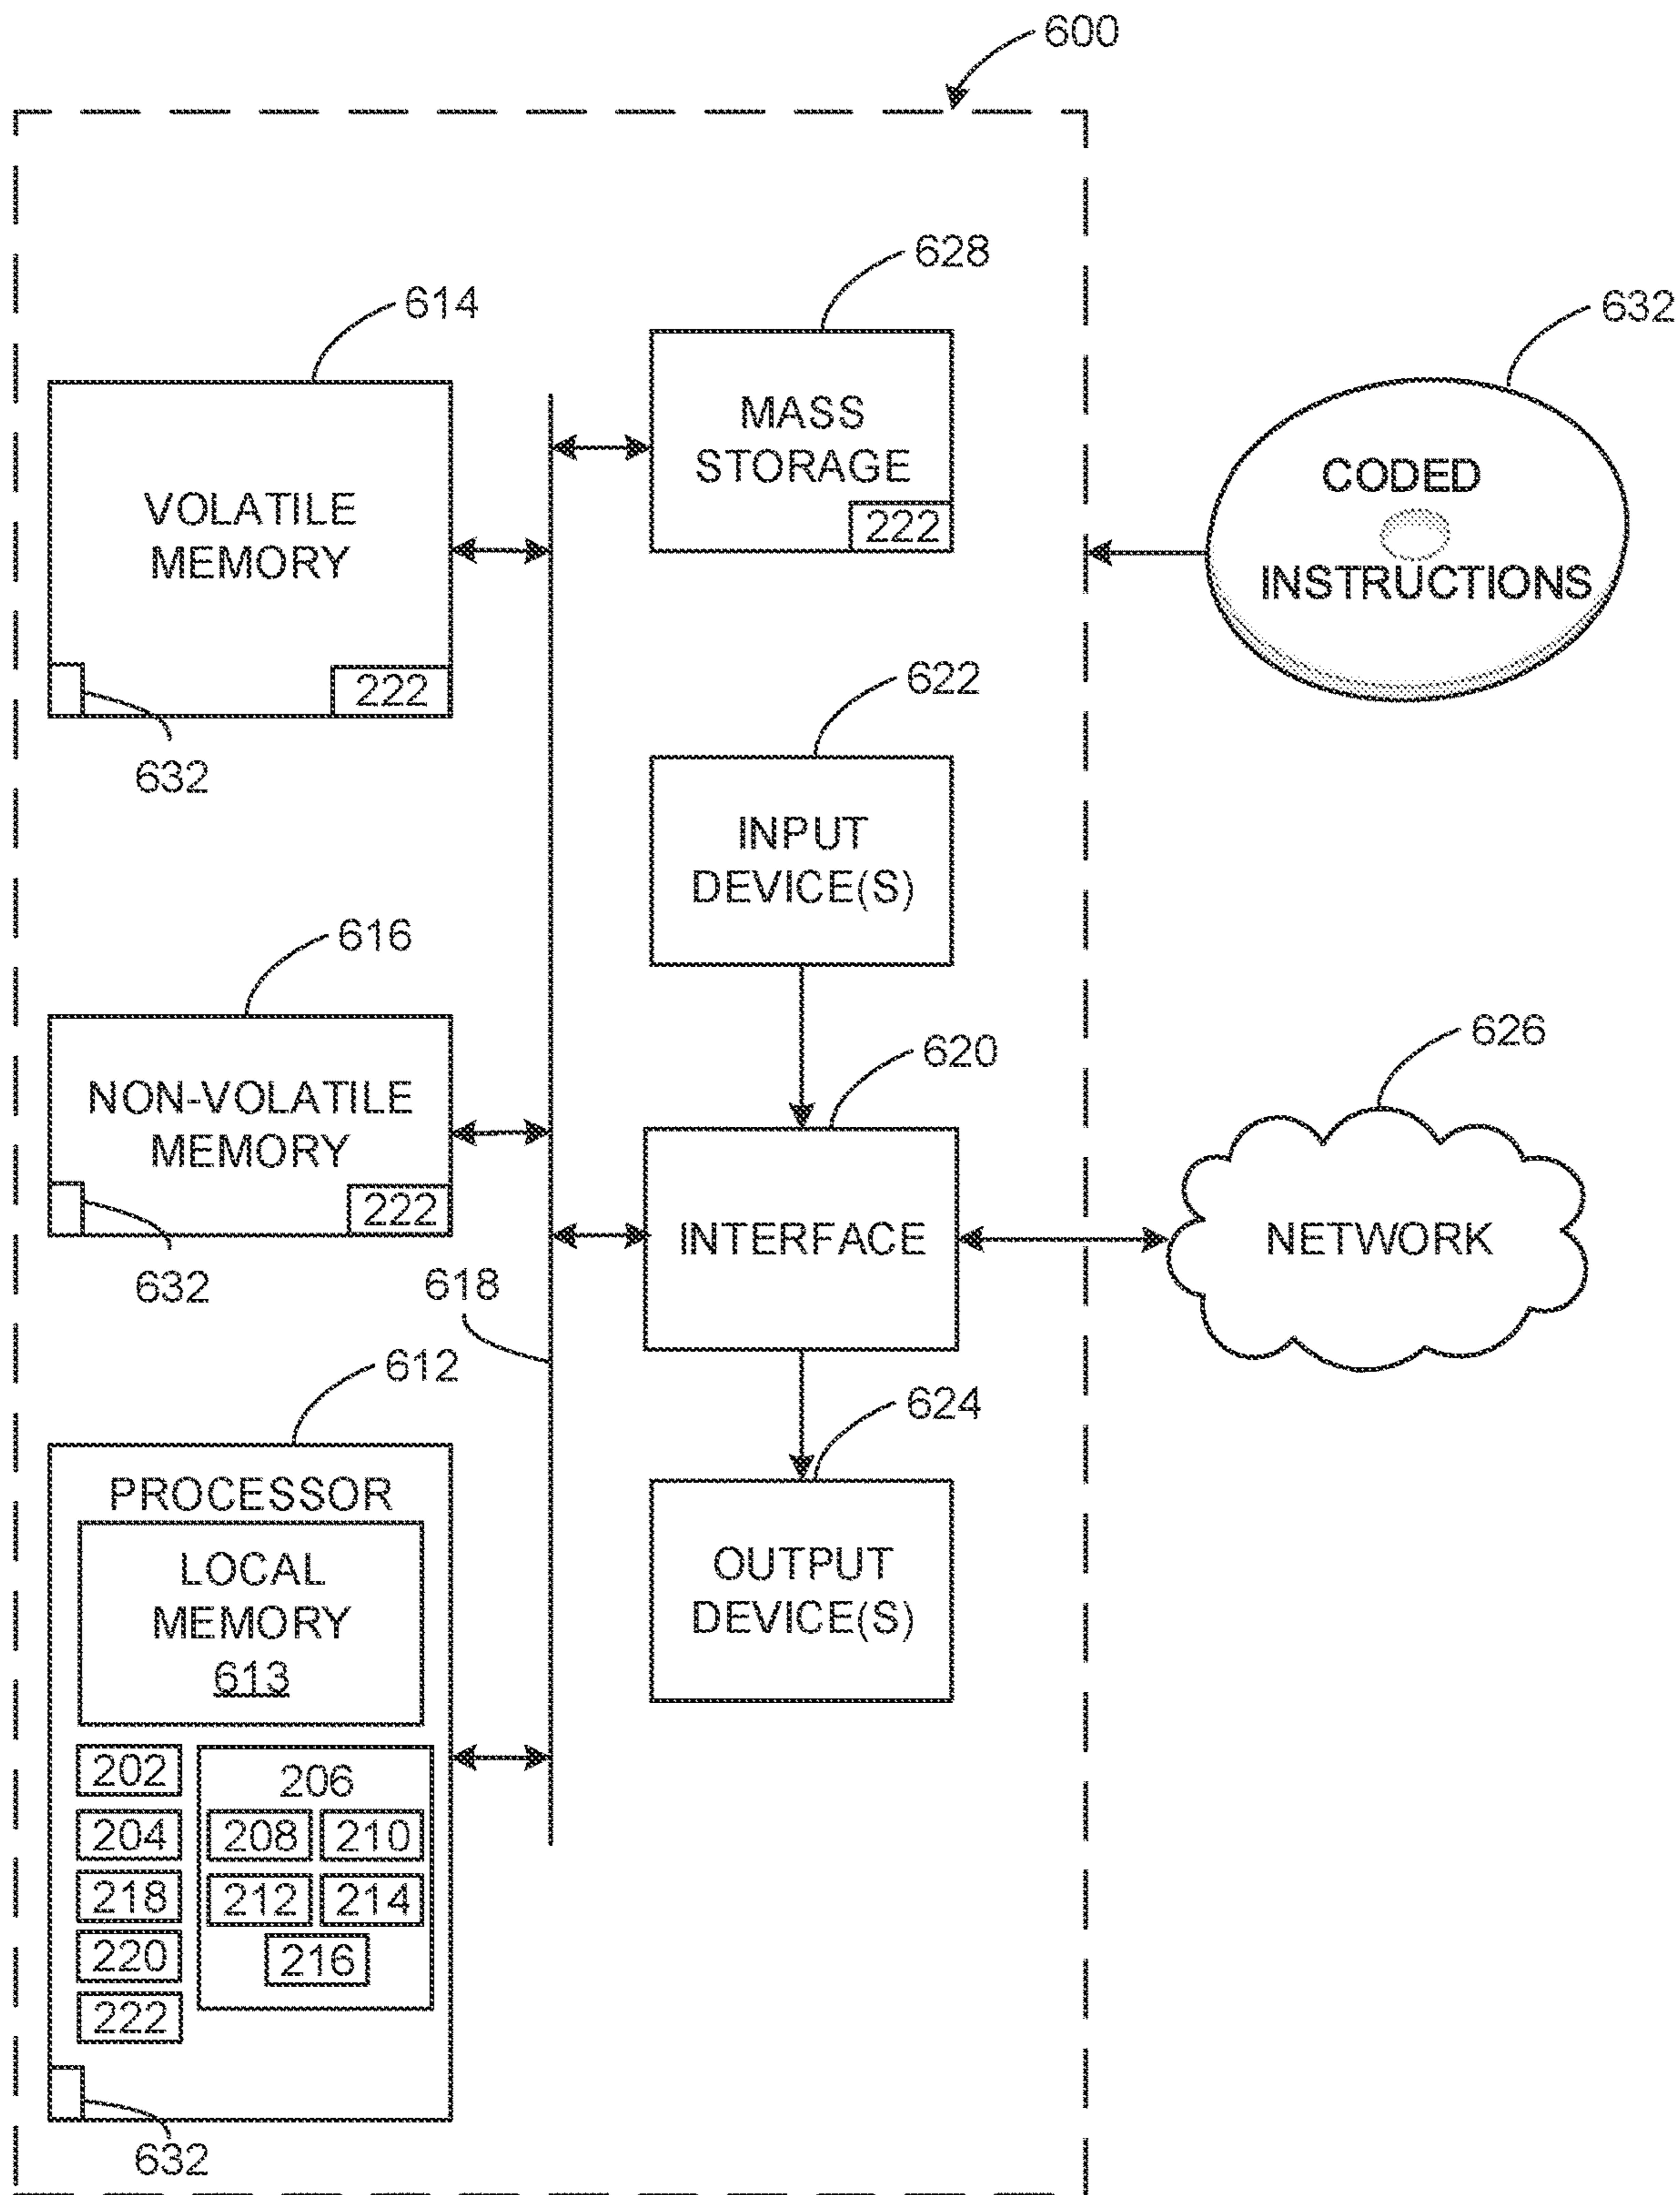 600
628
614
632
MASS
STORAGE
222
VOLATILE
MEMORY
222
632
CODED
INSTRUCTIONS
622
INPUT
DEVICE(S)
616
NON-VOLATILE
MEMORY
222
632
620
INTERFACE
626
NETWORK
618
612
624
PROCESSOR
LOCAL
MEMORY
613
OUTPUT
DEVICE(S)
202
204
218
220
222
206
208
210
212
214
216
632